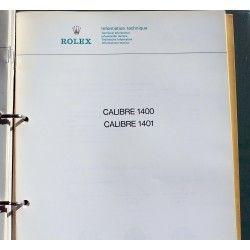 ROLEX
Information technique
CALIBRE 1400
CALIBRE 1401